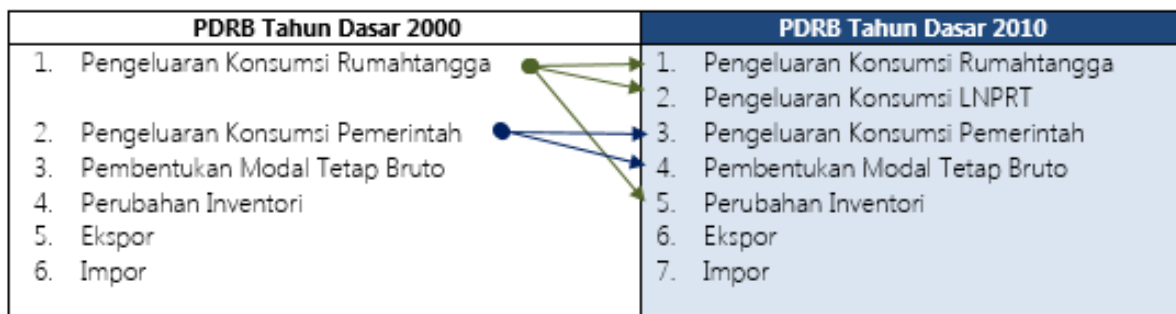 PDRB Tahun Dasar 2000
1. Pengeluaran Konsumsi Rumahtangga
2. Pengeluaran Konsumsi Pemerintah
3. Pembentukan Modal Tetap Bruto
4. Perubahan Inventori
5. Ekspor
6. Impor
PDRB Tahun Dasar 2010
1. Pengeluaran Konsumsi Rumahtangga
2. Pengeluaran Konsumsi LNPRT
3. Pengeluaran Konsumsi Pemerintah
4. Pembentukan Modal Tetap Bruto
5. Perubahan Inventori
6. Ekspor
7. Impor